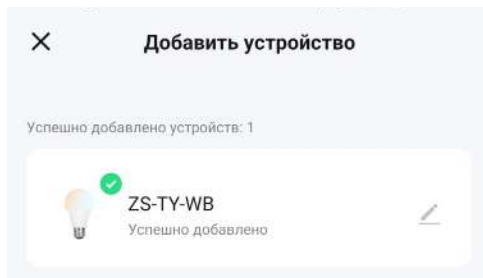 Добавить устройство
Успешно добавлено устройств: 1
ZS-TY-WB
Успешно добавлено